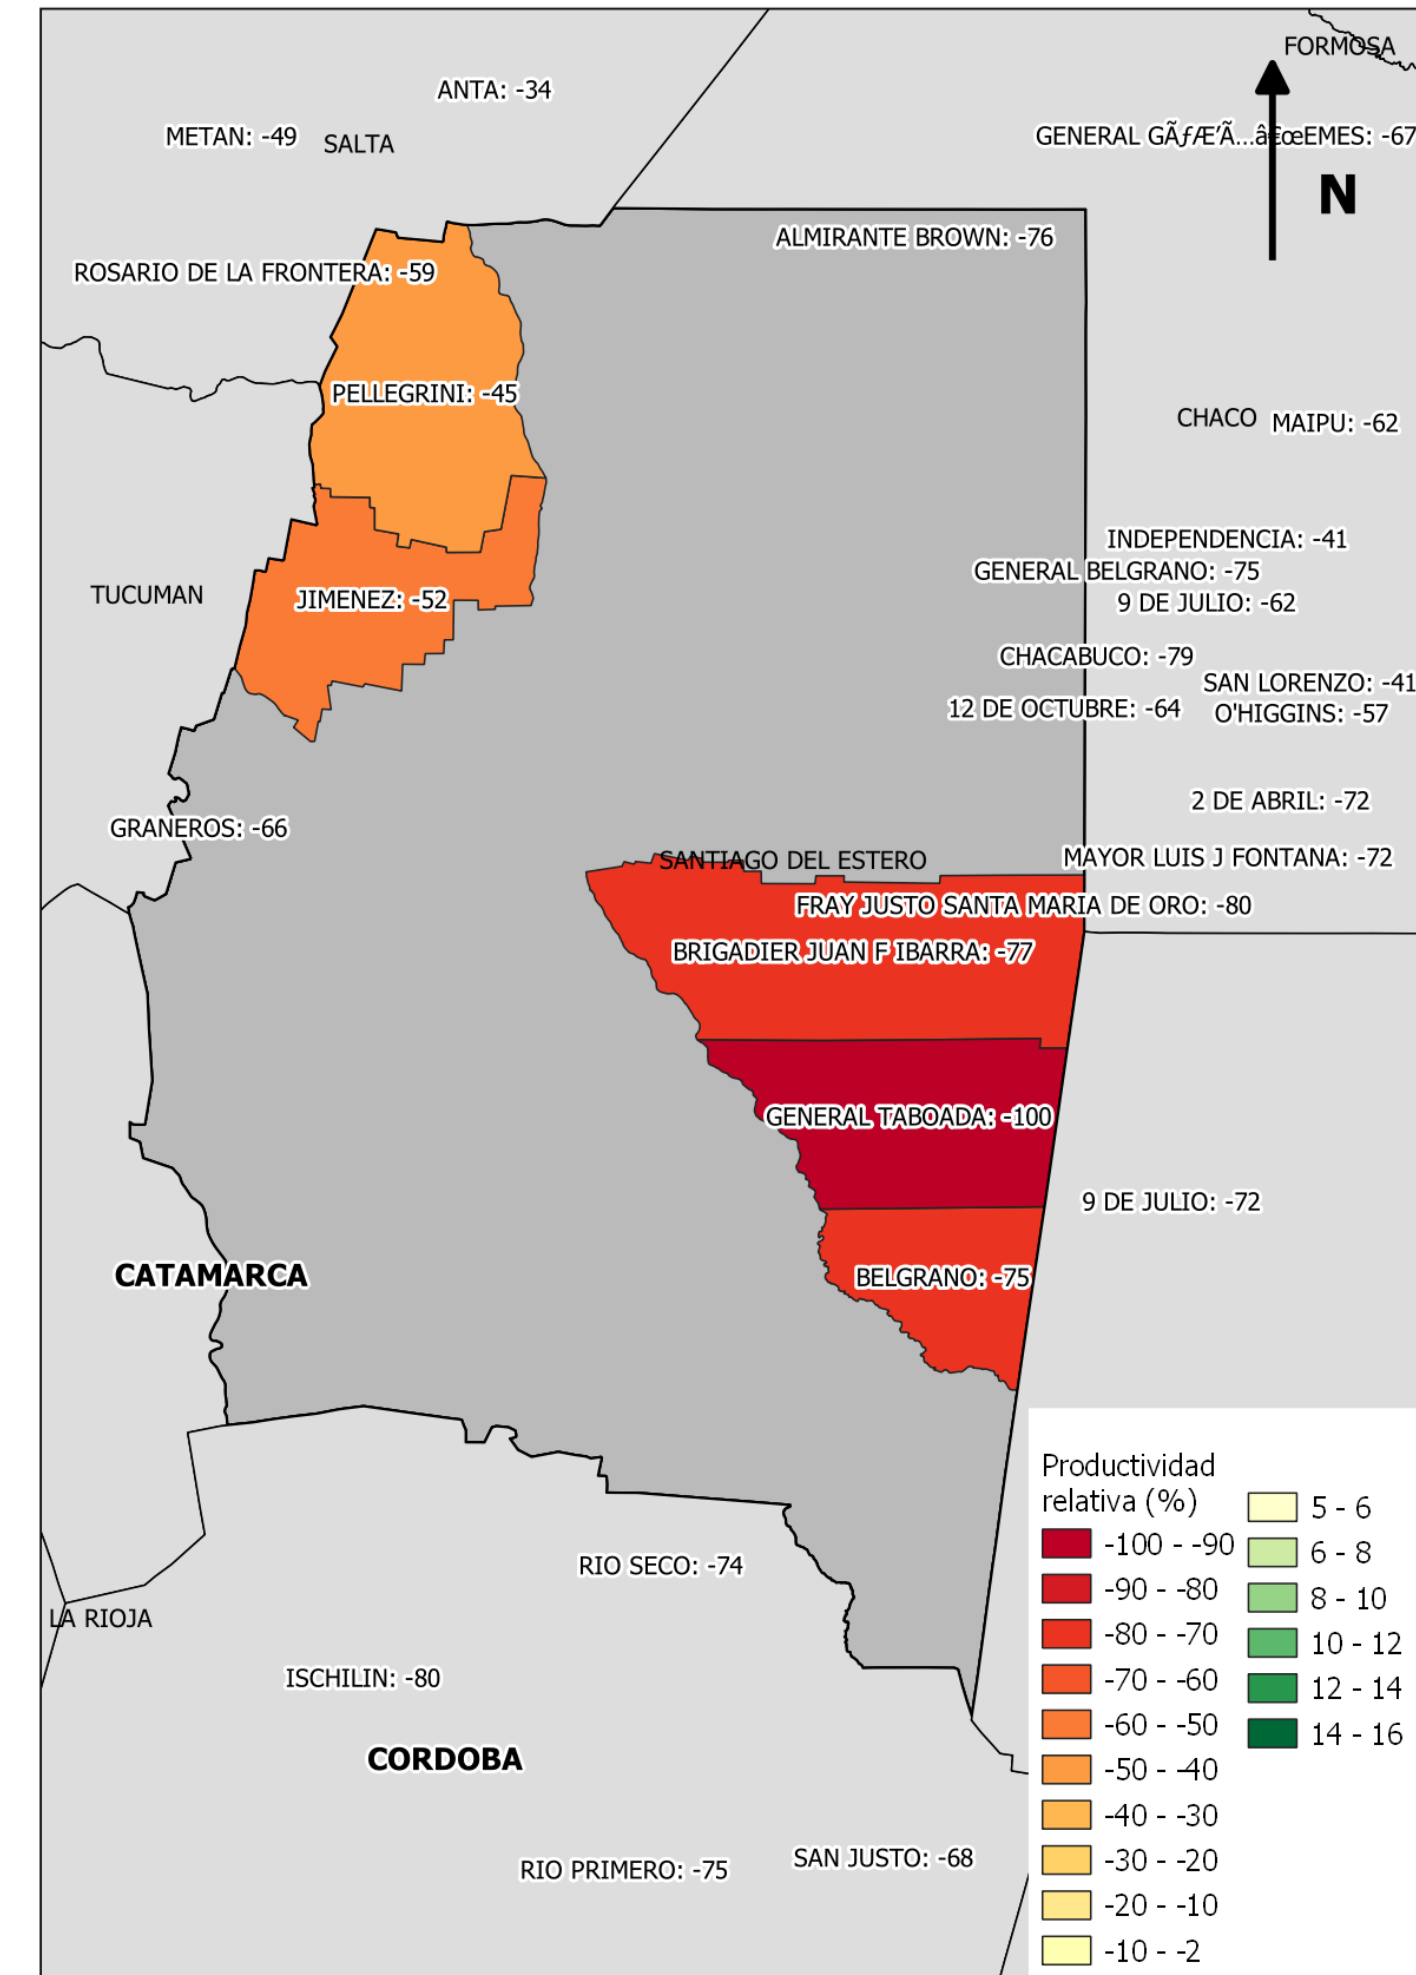 FORMOSA
ANTA: -34
METAN: -49
SALTA
GENERAL GÃƒÆ’Ã…â€œEMES: -67
N
ALMIRANTE BROWN: -76
ROSARIO DE LA FRONTERA: -59
PELLEGRINI: -45
CHACO
MAIPU: -62
INDEPENDENCIA: -41
GENERAL BELGRANO: -75
TUCUMAN
JIMENEZ: -52
9 DE JULIO: -62
CHACABUCO: -79
SAN LORENZO: -41
12 DE OCTUBRE: -64
O'HIGGINS: -57
2 DE ABRIL: -72
GRANEROS: -66
SANTIAGO DEL ESTERO
MAYOR LUIS J FONTANA: -72
FRAY JUSTO SANTA MARIA DE ORO: -80
BRIGADIER JUAN F IBARRA: -77
GENERAL TABOADA: -100
9 DE JULIO: -72
CATAMARCA
BELGRANO: -75
RIO SECO: -74
LA RIOJA
ISCHILIN: -80
CORDOBA
RIO PRIMERO: -75
SAN JUSTO: -68
Productividad
relativa (%)
-100 - -90
-90 - -80
-80 - -70
-70 - -60
-60 - -50
-50 - -40
-40 - -30
-30 - -20
-20 - -10
-10 - -2
5 - 6
6 - 8
8 - 10
10 - 12
12 - 14
14 - 16